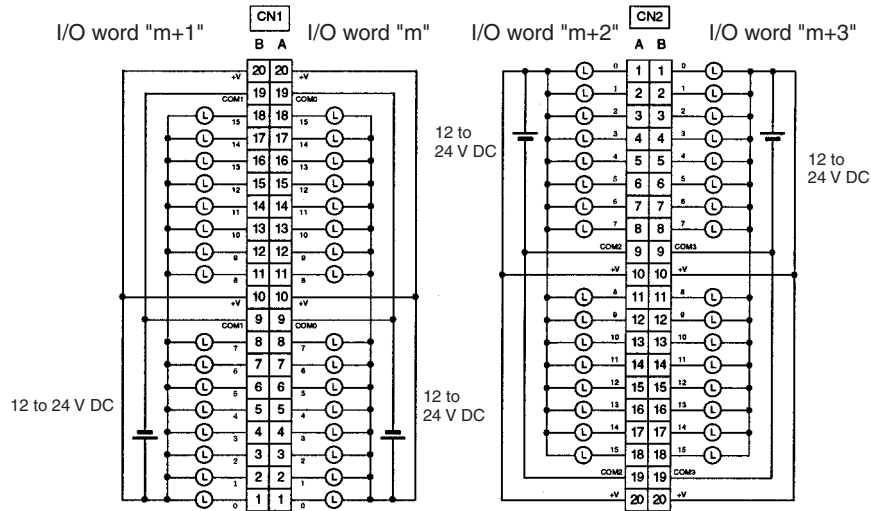 CN1
I/O word "m+1"
I/O word "m"
B A
+V 20 20 +V
COM1 19 19 COM0
L 15 18 18 15 L
L 14 17 17 14 L
L 13 16 16 13 L
L 12 15 15 12 L
L 11 14 14 11 L
L 10 13 13 10 L
L 9 12 12 9 L
L 8 11 11 8 L
+V 10 10 +V
COM1 9 9 COM0
L 7 8 8 7 L
L 6 7 7 6 L
L 5 6 6 5 L
L 4 5 5 4 L
L 3 4 4 3 L
L 2 3 3 2 L
L 1 2 2 1 L
L 0 1 1 0 L
12 to 24 V DC
12 to
24 V DC
CN2
I/O word "m+2"
I/O word "m+3"
A B
L 0 1 1 0 L
L 1 2 2 1 L
L 2 3 3 2 L
L 3 4 4 3 L
L 4 5 5 4 L
L 5 6 6 5 L
L 6 7 7 6 L
L 7 8 8 7 L
COM2 9 9 COM3
+V 10 10 +V
L 8 11 11 8 L
L 9 12 12 9 L
L 10 13 13 10 L
L 11 14 14 11 L
L 12 15 15 12 L
L 13 16 16 13 L
L 14 17 17 14 L
L 15 18 18 15 L
COM2 19 19 COM3
+V 20 20 +V
12 to
24 V DC
12 to
24 V DC